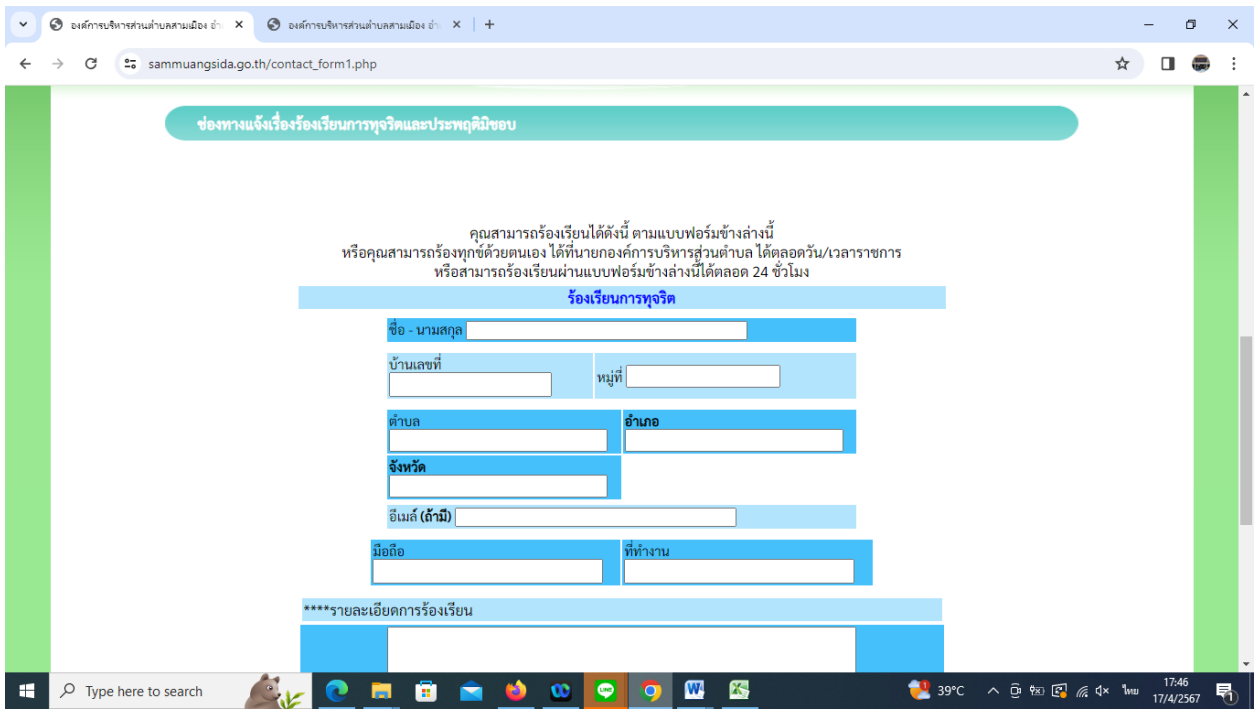 องค์การบริหารส่วนตำบลสามเมือง อำ
องค์การบริหารส่วนตำบลสามเมือง อำ
sammuangsida.go.th/contact_form1.php
ช่องทางแจ้งเรื่องร้องเรียนการทุจริตและประพฤติมิชอบ
คุณสามารถร้องเรียนได้ดังนี้ ตามแบบฟอร์มข้างล่างนี้
หรือคุณสามารถร้องทุกข์ด้วยตนเอง ได้ที่นายกองค์การบริหารส่วนตำบล ได้ตลอดวัน/เวลาราชการ
หรือสามารถร้องเรียนผ่านแบบฟอร์มข้างล่างนี้ได้ตลอด 24 ชั่วโมง
ร้องเรียนการทุจริต
ชื่อ - นามสกุล
บ้านเลขที่
หมู่ที่
ตำบล อำเภอ
จังหวัด
อีเมล์ (ถ้ามี)
มือถือ ที่ทำงาน
****รายละเอียดการร้องเรียน
Type here to search
LINE
39°C
ไทย
17:46
17/4/2567
1